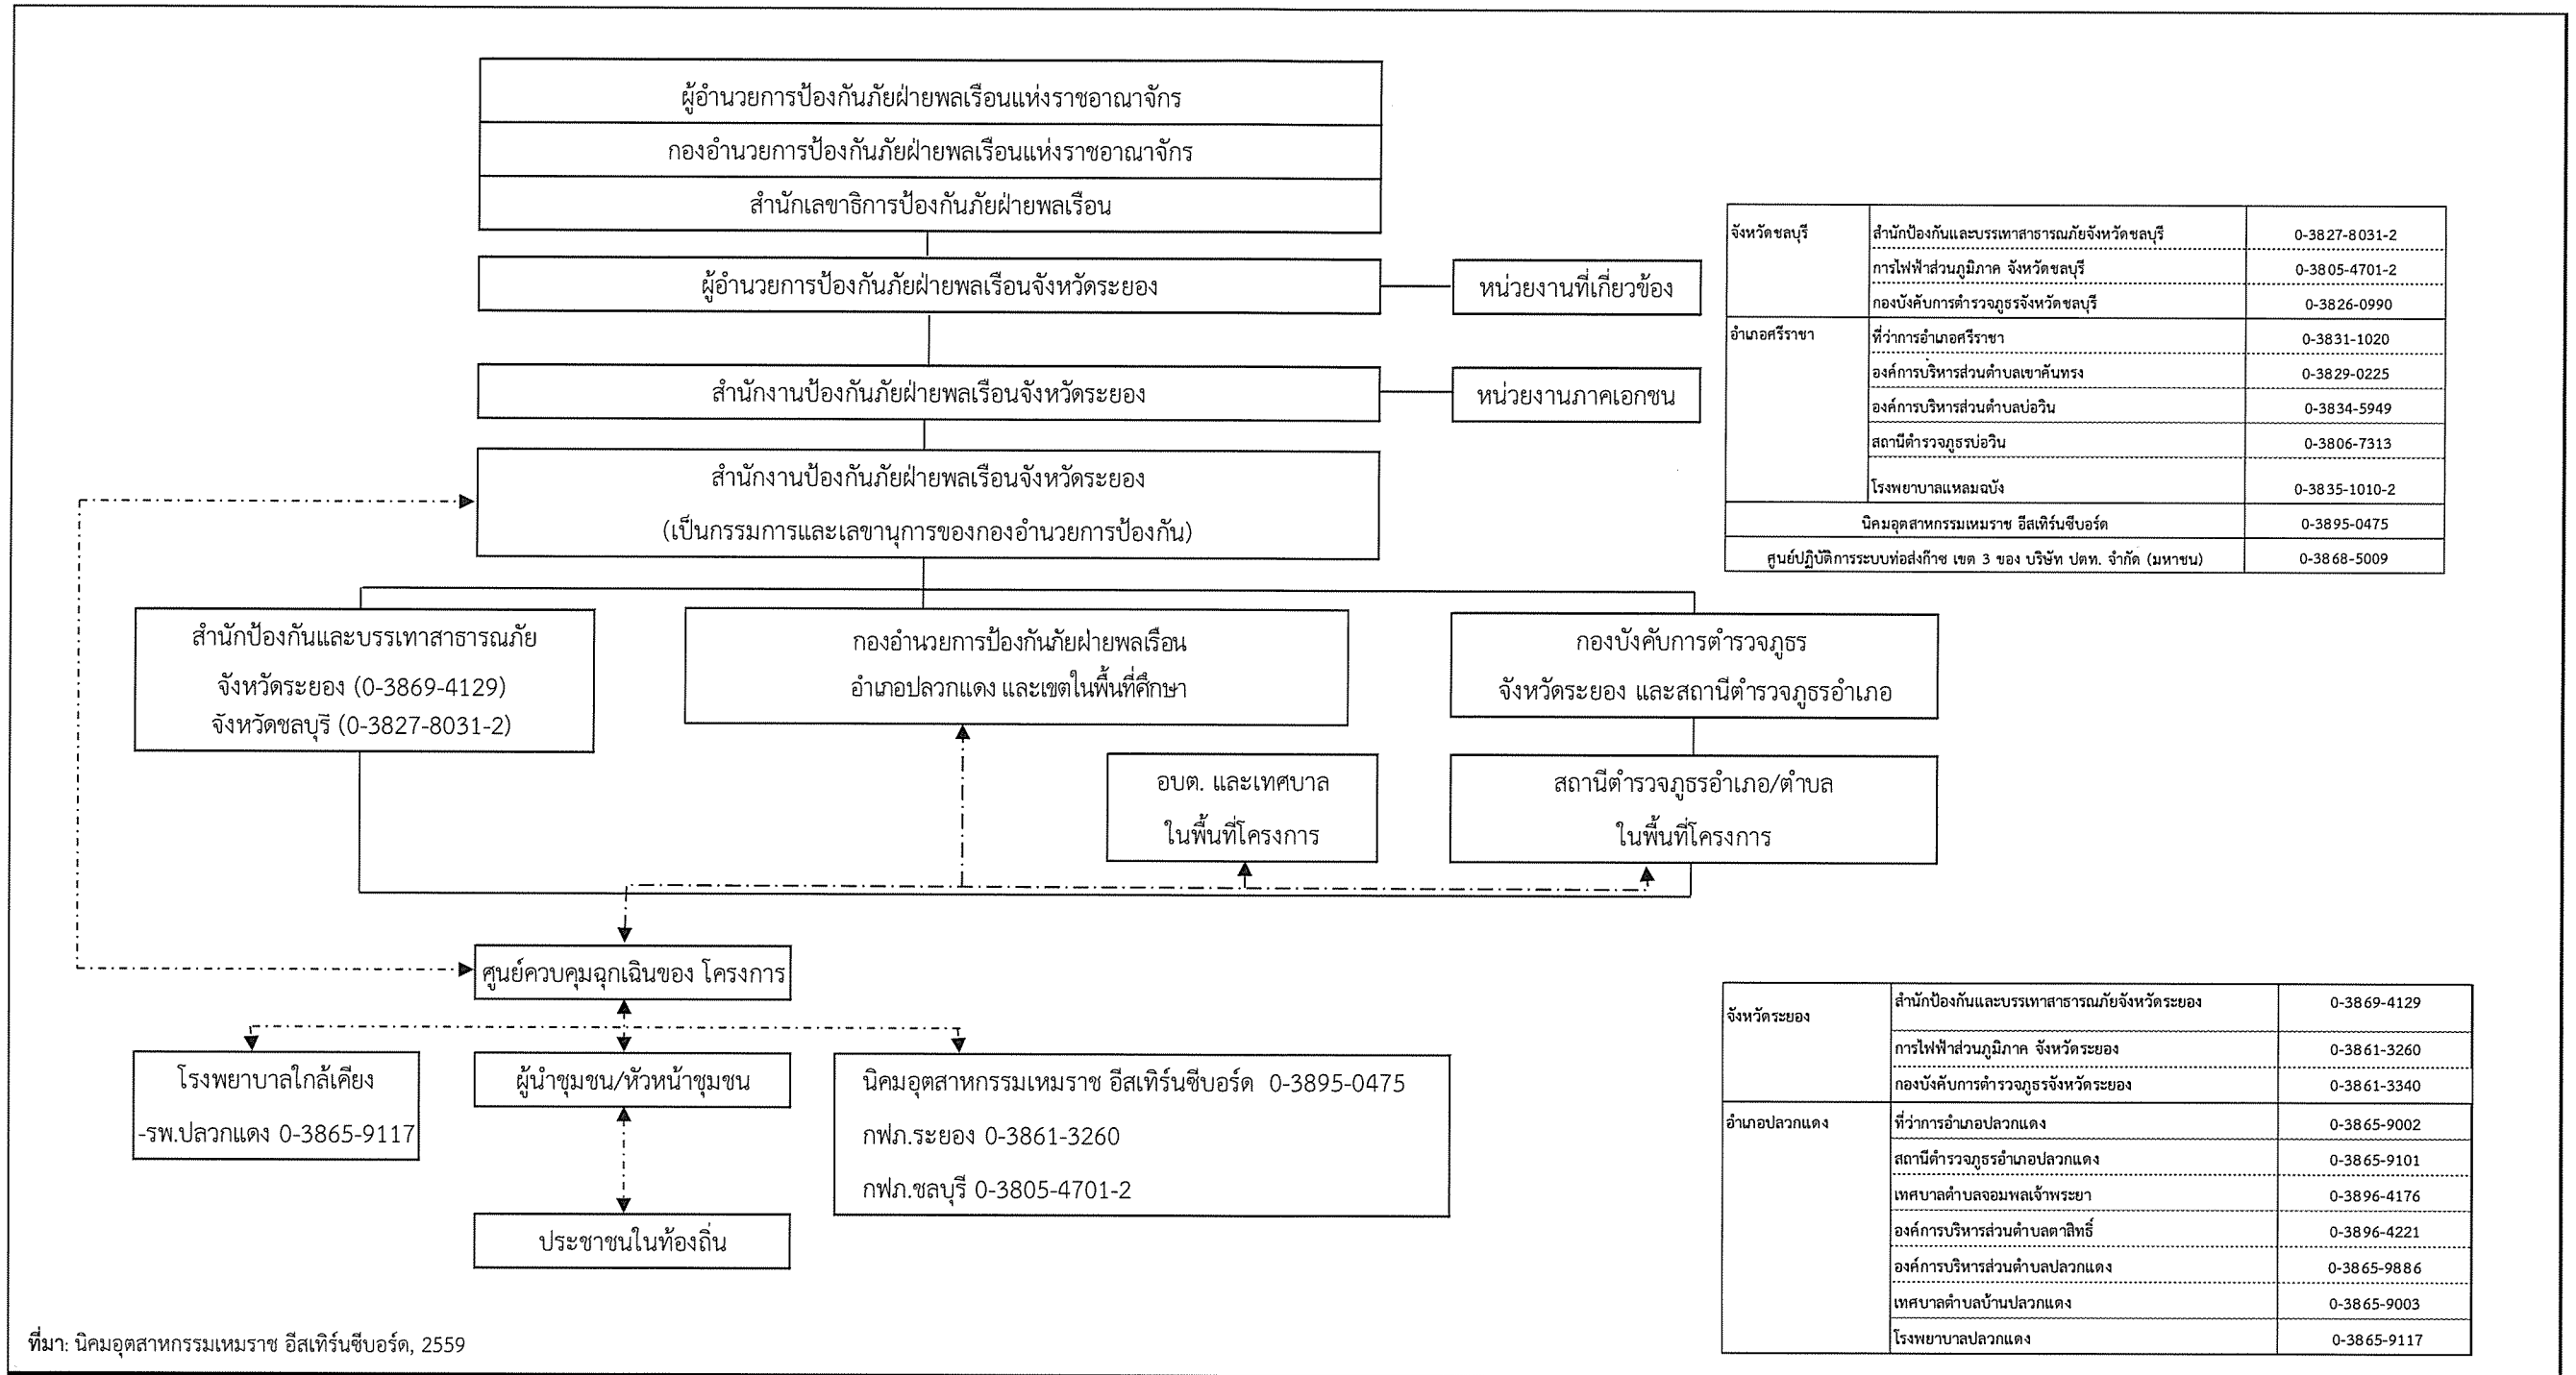 ผู้อำนวยการป้องกันภัยฝ่ายพลเรือนแห่งราชอาณาจักร
กองอำนวยการป้องกันภัยฝ่ายพลเรือนแห่งราชอาณาจักร
สำนักเลขาธิการป้องกันภัยฝ่ายพลเรือน
ผู้อำนวยการป้องกันภัยฝ่ายพลเรือนจังหวัดระยอง
หน่วยงานที่เกี่ยวข้อง
สำนักงานป้องกันภัยฝ่ายพลเรือนจังหวัดระยอง
หน่วยงานภาคเอกชน
สำนักงานป้องกันภัยฝ่ายพลเรือนจังหวัดระยอง
(เป็นกรรมการและเลขานุการของกองอำนวยการป้องกัน)
จังหวัดชลบุรี สำนักป้องกันและบรรเทาสาธารณภัยจังหวัดชลบุรี 0-3827-8031-2
การไฟฟ้าส่วนภูมิภาค จังหวัดชลบุรี 0-3805-4701-2
กองบังคับการตำรวจภูธรจังหวัดชลบุรี 0-3826-0990
อำเภอศรีราชา ที่ว่าการอำเภอศรีราชา 0-3831-1020
องค์การบริหารส่วนตำบลเขาคันทรง 0-3829-0225
องค์การบริหารส่วนตำบลบ่อวิน 0-3834-5949
สถานีตำรวจภูธรบ่อวิน 0-3806-7313
โรงพยาบาลแหลมฉบัง 0-3835-1010-2
นิคมอุตสาหกรรมเหมราช อีสเทิร์นซีบอร์ด 0-3895-0475
ศูนย์ปฏิบัติการระบบท่อส่งก๊าซ เขต 3 ของ บริษัท ปตท. จำกัด (มหาชน) 0-3868-5009
สำนักป้องกันและบรรเทาสาธารณภัย
จังหวัดระยอง (0-3869-4129)
จังหวัดชลบุรี (0-3827-8031-2)
กองอำนวยการป้องกันภัยฝ่ายพลเรือน
อำเภอปลวกแดง และเขตในพื้นที่ศึกษา
กองบังคับการตำรวจภูธร
จังหวัดระยอง และสถานีตำรวจภูธรอำเภอ
อบต. และเทศบาล
ในพื้นที่โครงการ
สถานีตำรวจภูธรอำเภอ/ตำบล
ในพื้นที่โครงการ
ศูนย์ควบคุมฉุกเฉินของ โครงการ
โรงพยาบาลใกล้เคียง
-รพ.ปลวกแดง 0-3865-9117
ผู้นำชุมชน/หัวหน้าชุมชน
นิคมอุตสาหกรรมเหมราช อีสเทิร์นซีบอร์ด 0-3895-0475
กฟภ.ระยอง 0-3861-3260
กฟภ.ชลบุรี 0-3805-4701-2
ประชาชนในท้องถิ่น
จังหวัดระยอง สำนักป้องกันและบรรเทาสาธารณภัยจังหวัดระยอง 0-3869-4129
การไฟฟ้าส่วนภูมิภาค จังหวัดระยอง 0-3861-3260
กองบังคับการตำรวจภูธรจังหวัดระยอง 0-3861-3340
อำเภอปลวกแดง ที่ว่าการอำเภอปลวกแดง 0-3865-9002
สถานีตำรวจภูธรอำเภอปลวกแดง 0-3865-9101
เทศบาลตำบลจอมพลเจ้าพระยา 0-3896-4176
องค์การบริหารส่วนตำบลตาสิทธิ์ 0-3896-4221
องค์การบริหารส่วนตำบลปลวกแดง 0-3865-9886
เทศบาลตำบลบ้านปลวกแดง 0-3865-9003
โรงพยาบาลปลวกแดง 0-3865-9117
ที่มา: นิคมอุตสาหกรรมเหมราช อีสเทิร์นซีบอร์ด, 2559